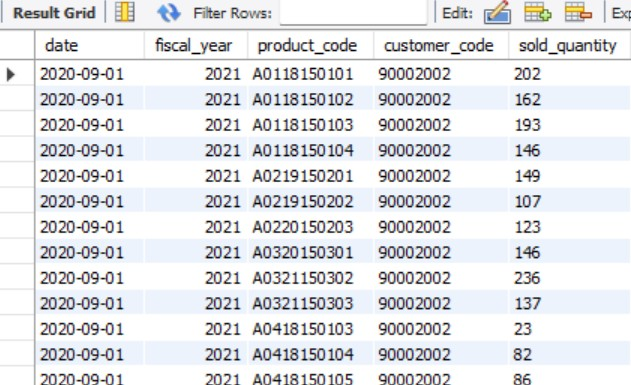 Result Grid Filter Rows: Edit:
date fiscal_year product_code customer_code sold_quantity
2020-09-01 2021 A0118150101 90002002 202
2020-09-01 2021 A0118150102 90002002 162
2020-09-01 2021 A0118150103 90002002 193
2020-09-01 2021 A0118150104 90002002 146
2020-09-01 2021 A0219150201 90002002 149
2020-09-01 2021 A0219150202 90002002 107
2020-09-01 2021 A0220150203 90002002 123
2020-09-01 2021 A0320150301 90002002 146
2020-09-01 2021 A0321150302 90002002 236
2020-09-01 2021 A0321150303 90002002 137
2020-09-01 2021 A0418150103 90002002 23
2020-09-01 2021 A0418150104 90002002 82
2020-09-01 2021 A0418150105 90002002 86